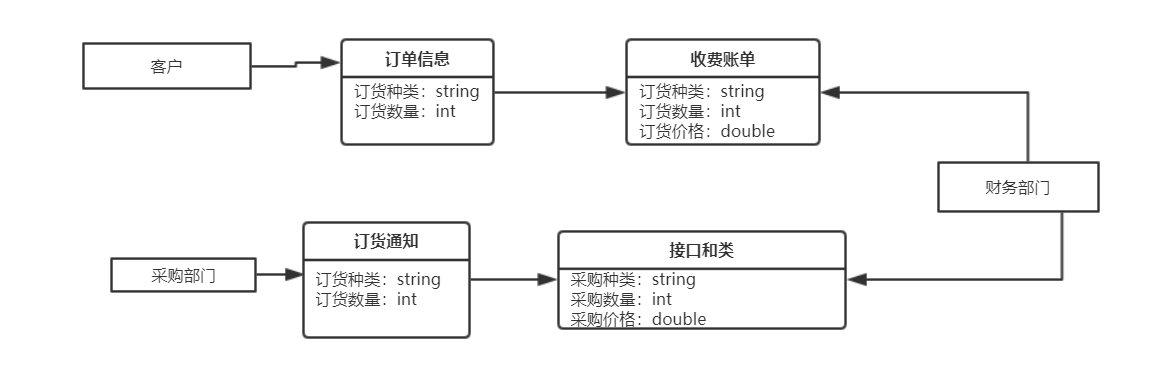 客户
订单信息
订货种类：string
订货数量：int
收费账单
订货种类：string
订货数量：int
订货价格：double
财务部门
采购部门
订货通知
订货种类：string
订货数量：int
接口和类
采购种类：string
采购数量：int
采购价格：double